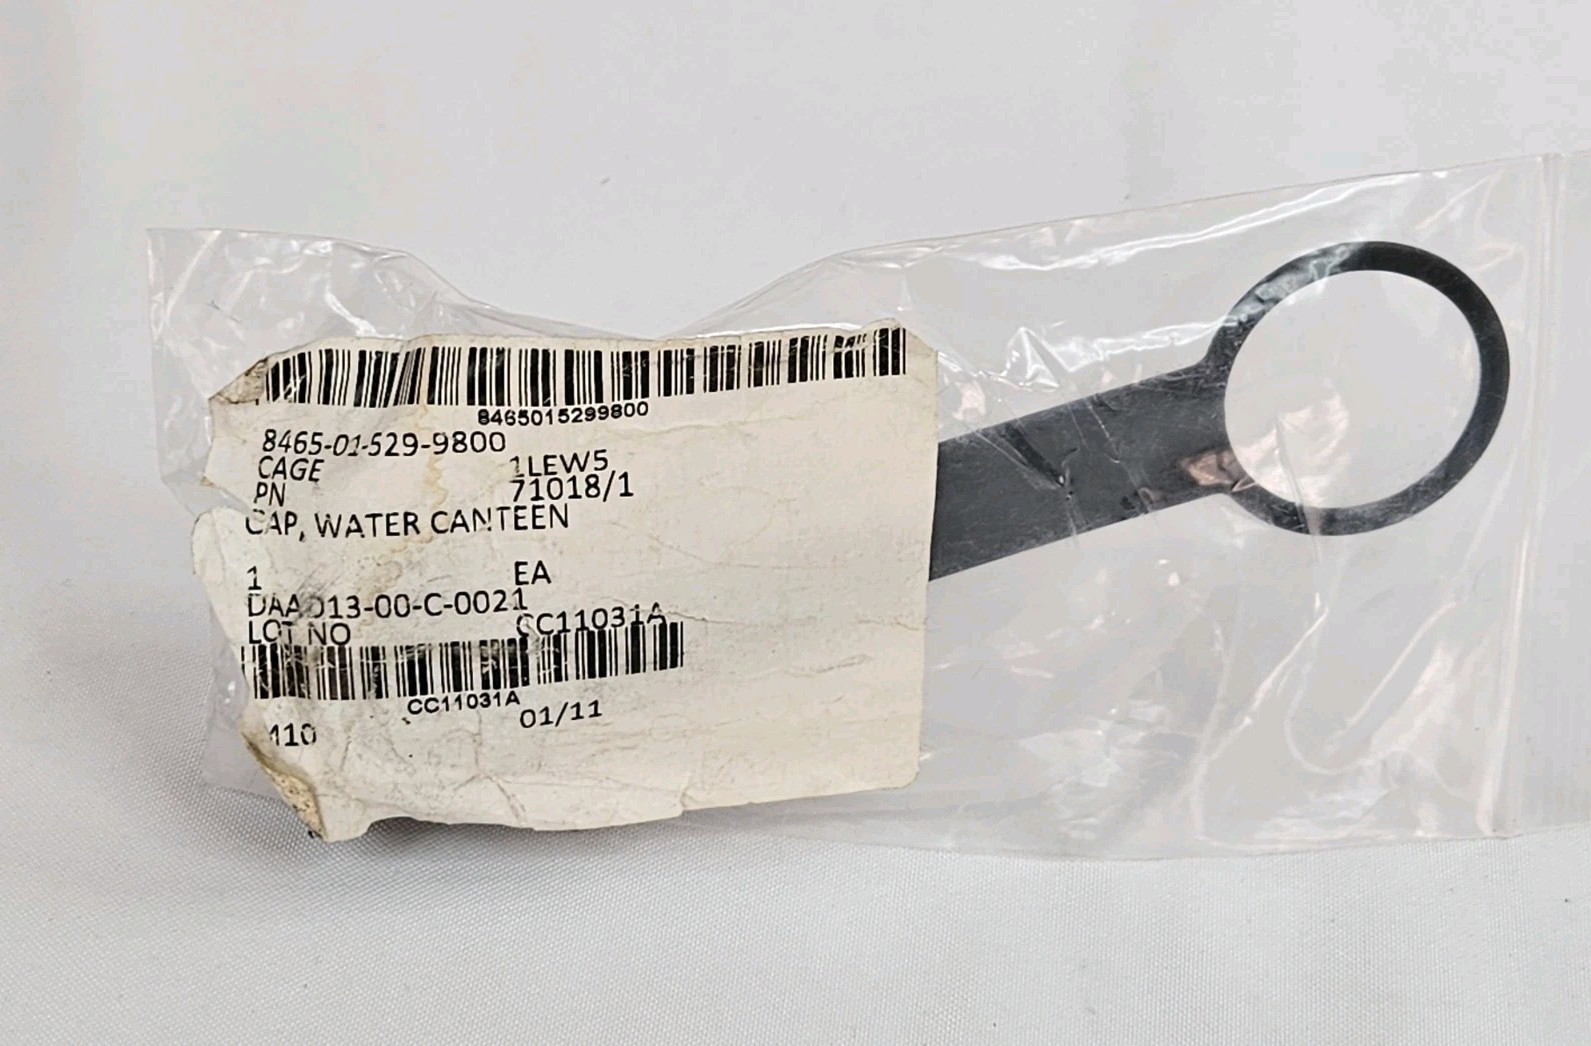 8465015299800
8465-01-529-9800
CAGE 1LEW5
PN 71018/1
CAP, WATER CANTEEN
1 EA
DAAD13-00-C-0021
LOT NO CC11031A
CC11031A
01/11